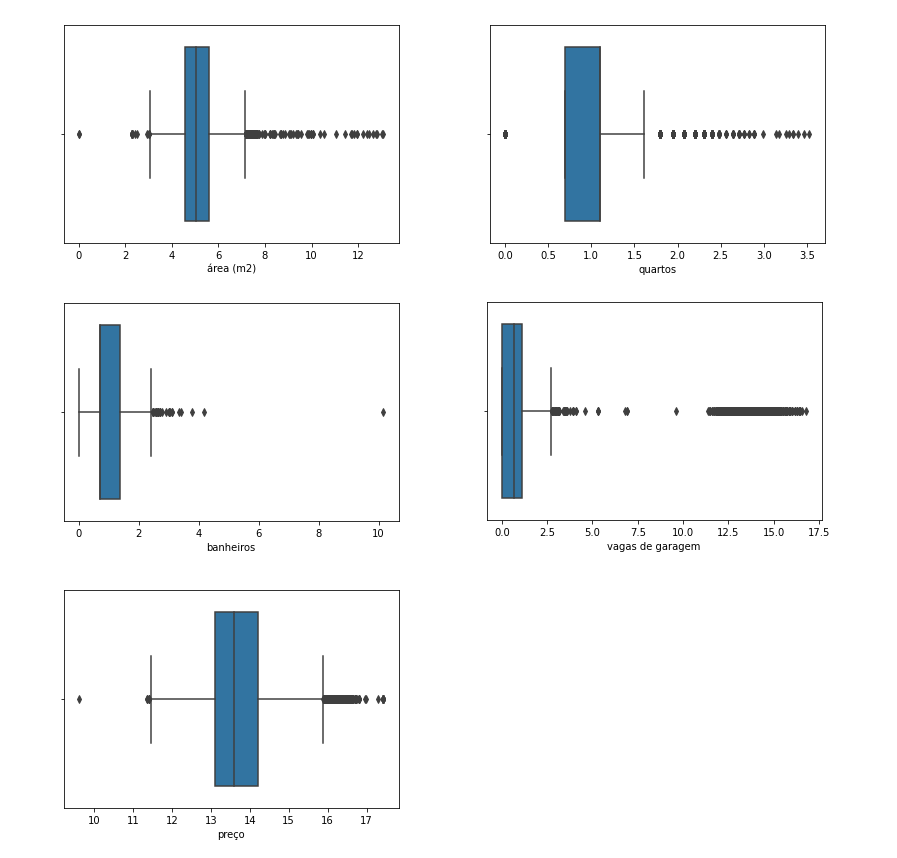 0 2 4 6 8 10 12
área (m2)
0.0 0.5 1.0 1.5 2.0 2.5 3.0 3.5
quartos
0 2 4 6 8 10
banheiros
0.0 2.5 5.0 7.5 10.0 12.5 15.0 17.5
vagas de garagem
10 11 12 13 14 15 16 17
preço